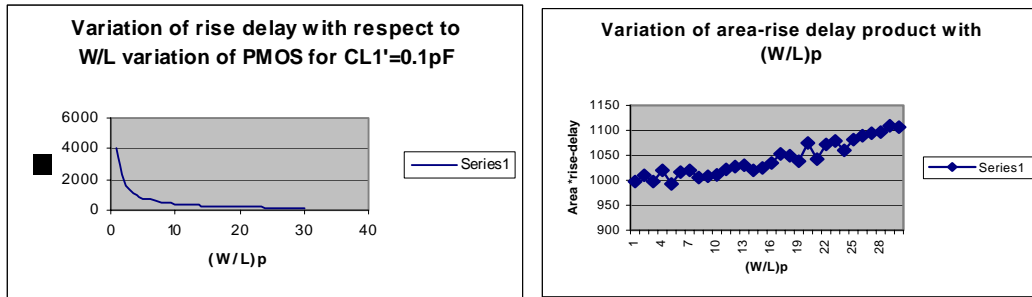 Variation of rise delay with respect to
W/L variation of PMOS for CL1'=0.1pF
6000
4000
2000
0
0 10 20 30 40
(W/L)p
Series1
Variation of area-rise delay product with
(W/L)p
Area *rise-delay
1150
1100
1050
1000
950
900
1 4 7 10 13 16 19 22 25 28
(W/L)p
Series1